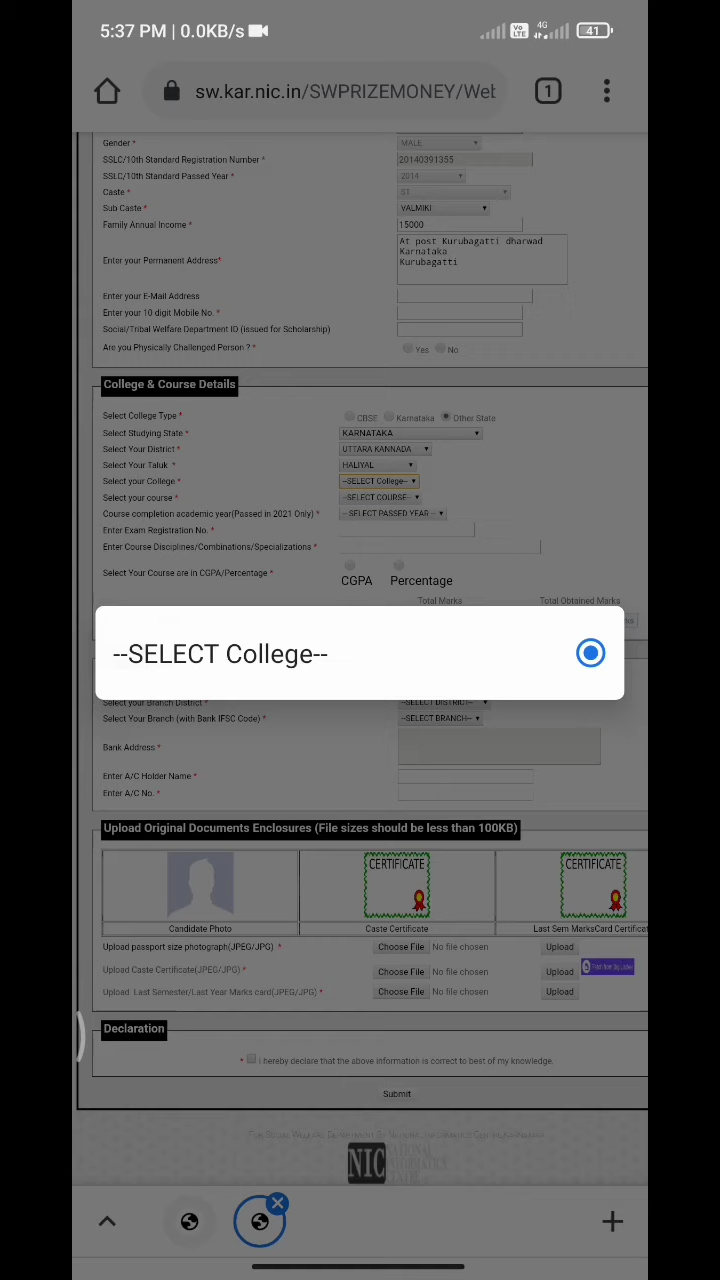 5:37 PM | 0.0KB/s
Vo LTE 4G 41
sw.kar.nic.in/SWPRIZEMONEY/Web
1
Gender * MALE
SSLC/10th Standard Registration Number * 20140391355
SSLC/10th Standard Passed Year * 2014
Caste * ST
Sub Caste * VALMIKI
Family Annual Income * 15000
At post Kurubagatti dharwad
Karnataka
Enter your Permanent Address* Kurubagatti
Enter your E-Mail Address
Enter your 10 digit Mobile No. *
Social/Tribal Welfare Department ID (issued for Scholarship)
Are you Physically Challenged Person ? * Yes No
College & Course Details
Select College Type * CBSE Karnataka Other State
Select Studying State * KARNATAKA
Select Your District * UTTARA KANNADA
Select Your Taluk * HALIYAL
Select your College * --SELECT College--
Select your course * --SELECT COURSE--
Course completion academic year(Passed in 2021 Only) * -- SELECT PASSED YEAR --
Enter Exam Registration No. *
Enter Course Disciplines/Combinations/Specializations *
Select Your Course are in CGPA/Percentage * CGPA Percentage
Total Marks Total Obtained Marks
--SELECT College--
Select your Branch District * --SELECT DISTRICT--
Select Your Branch (with Bank IFSC Code) * --SELECT BRANCH--
Bank Address *
Enter A/C Holder Name *
Enter A/C No. *
Upload Original Documents Enclosures (File sizes should be less than 100KB)
CERTIFICATE CERTIFICATE
Candidate Photo Caste Certificate Last Sem MarksCard Certificat
Upload passport size photograph(JPEG/JPG) * Choose File No file chosen Upload
Upload Caste Certificate(JPEG/JPG) * Choose File No file chosen Upload
Upload Last Semester/Last Year Marks card(JPEG/JPG) * Choose File No file chosen Upload
Declaration
* I hereby declare that the above information is correct to best of my knowledge.
Submit
NIC NATIONAL INFORMATICS CENTRE